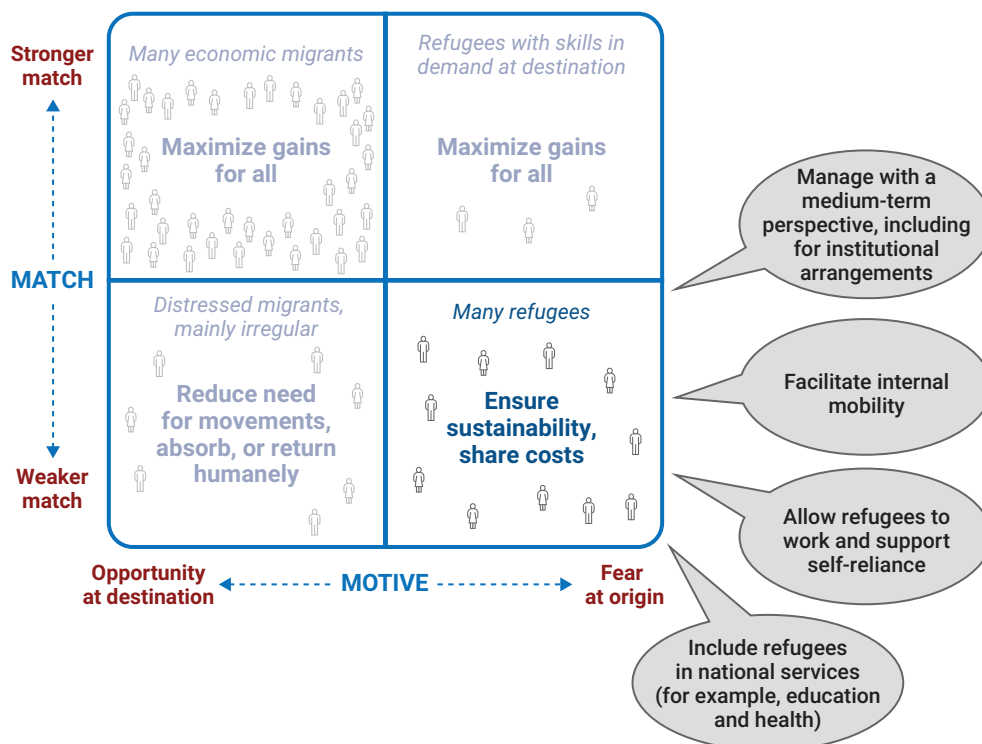 Stronger
match
Many economic migrants
Maximize gains
for all
Refugees with skills in
demand at destination
Maximize gains
for all
MATCH
Distressed migrants,
mainly irregular
Reduce need
for movements,
absorb, or return
humanely
Many refugees
Ensure
sustainability,
share costs
Weaker
match
Opportunity
at destination
MOTIVE
Fear
at origin
Manage with a
medium-term
perspective, including
for institutional
arrangements
Facilitate internal
mobility
Allow refugees to
work and support
self-reliance
Include refugees
in national services
(for example, education
and health)